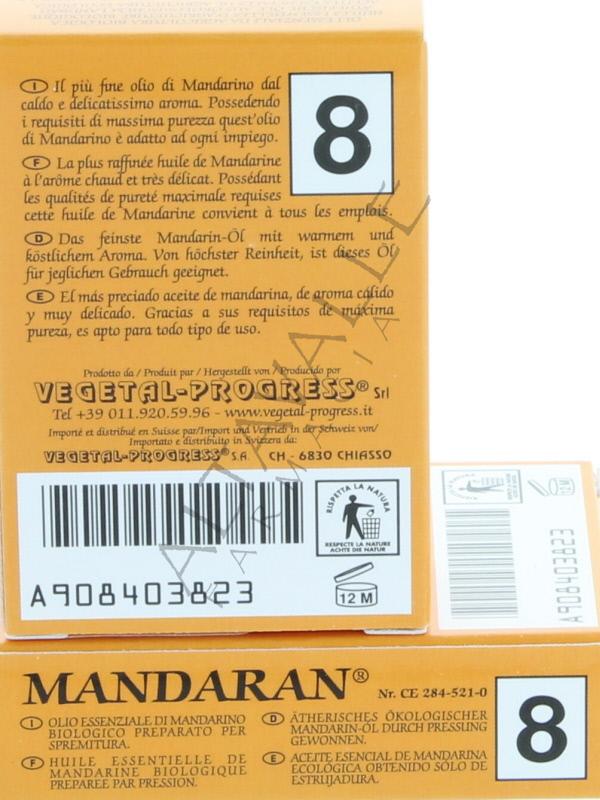 I Il più fine olio di Mandarino dal
caldo e delicatissimo aroma. Possedendo
i requisiti di massima purezza quest'olio
di Mandarino è adatto ad ogni impiego.
8
F La plus raffinée huile de Mandarine
à l'arôme chaud et très délicat. Possédant
les qualités de pureté maximale requises
cette huile de Mandarine convient à tous les emplois.
D Das feinste Mandarin-Öl mit warmem und
köstlichem Aroma. Von höchster Reinheit, ist dieses Öl
für jeglichen Gebrauch geeignet.
E El más preciado aceite de mandarina, de aroma cálido
y muy delicado. Gracias a sus requisitos de máxima
pureza, es apto para todo tipo de uso.
Prodotto da / Produit par / Hergestellt von / Producido por
VEGETAL-PROGRESS® Srl
Tel +39 011.920.59.96 - www.vegetal-progress.it
Importé et distribué en Suisse par/Import und Vertrieb in der Schweiz von/
Importato e distribuito in Svizzera da:
VEGETAL-PROGRESS® S.A. CH - 6830 CHIASSO
RISPETTA LA NATURA
RESPECTE LA NATURE
ACHTE DIE NATUR
A908403823
12 M
ALTAVALLE
FARMACIA
12 M
A908403823
MANDARAN®
Nr. CE 284-521-0
8
I OLIO ESSENZIALE DI MANDARINO
BIOLOGICO PREPARATO PER
SPREMITURA.
F HUILE ESSENTIELLE DE
MANDARINE BIOLOGIQUE
PREPAREE PAR PRESSION.
D ÄTHERISCHES ÖKOLOGISCHER
MANDARIN-ÖL DURCH PRESSUNG
GEWONNEN.
E ACEITE ESENCIAL DE MANDARINA
ECOLÓGICA OBTENIDO SÓLO DE
ESTRUJADURA.